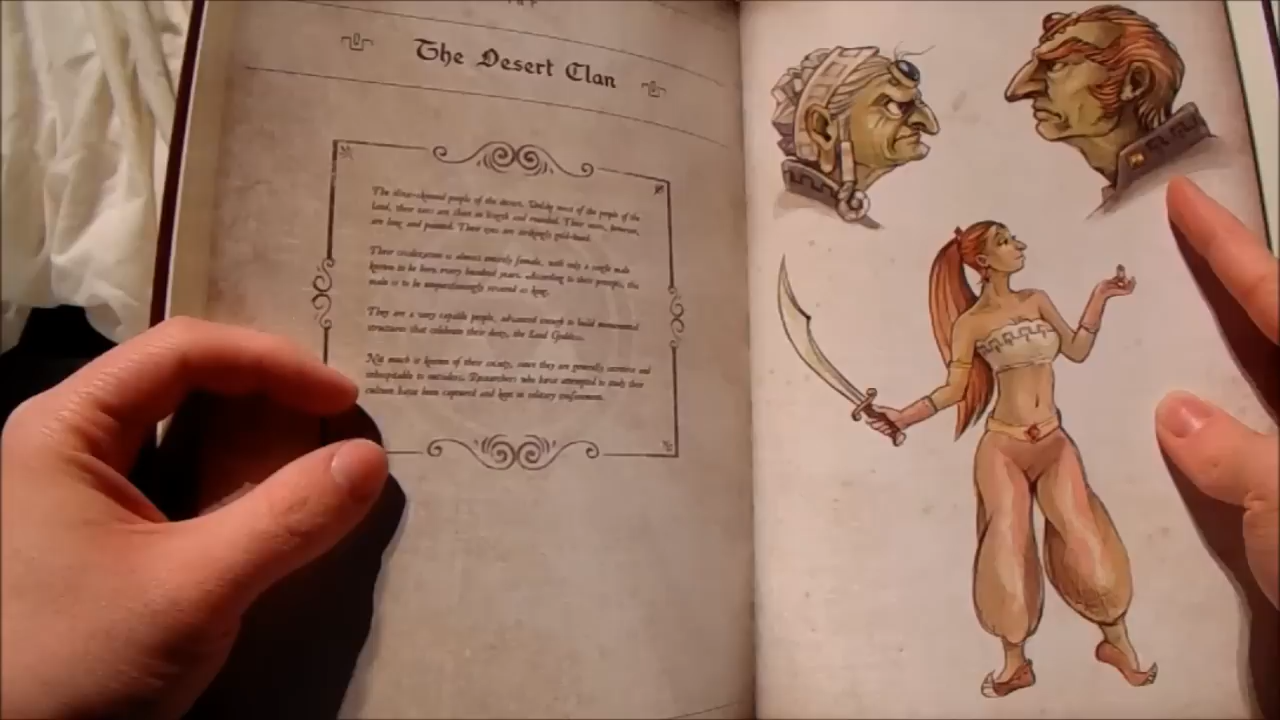 The Desert Clan
The olive-skinned people of the desert. Unlike most of the people of the
land, their ears are short in length and rounded. Their noses, however,
are long and pointed. Their eyes are strikingly gold-hued.
Their civilization is almost entirely female, with only a single male
known to be born every hundred years. According to their precepts, this
male is to be unquestioningly revered as king.
They are a very capable people, advanced enough to build monumental
structures that celebrate their deity, the Sand Goddess.
Not much is known of their society, since they are generally secretive and
inhospitable to outsiders. Researchers who have attempted to study their
culture have been captured and kept in solitary confinement.